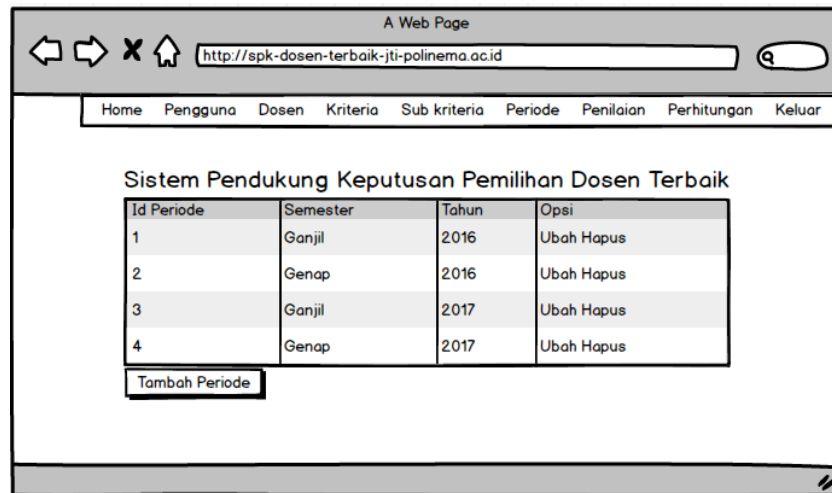 A Web Page
http://spk-dosen-terbaik-jti-polinema.ac.id
Home Pengguna Dosen Kriteria Sub kriteria Periode Penilaian Perhitungan Keluar
Sistem Pendukung Keputusan Pemilihan Dosen Terbaik
Id Periode Semester Tahun Opsi
1 Ganjil 2016 Ubah Hapus
2 Genap 2016 Ubah Hapus
3 Ganjil 2017 Ubah Hapus
4 Genap 2017 Ubah Hapus
Tambah Periode